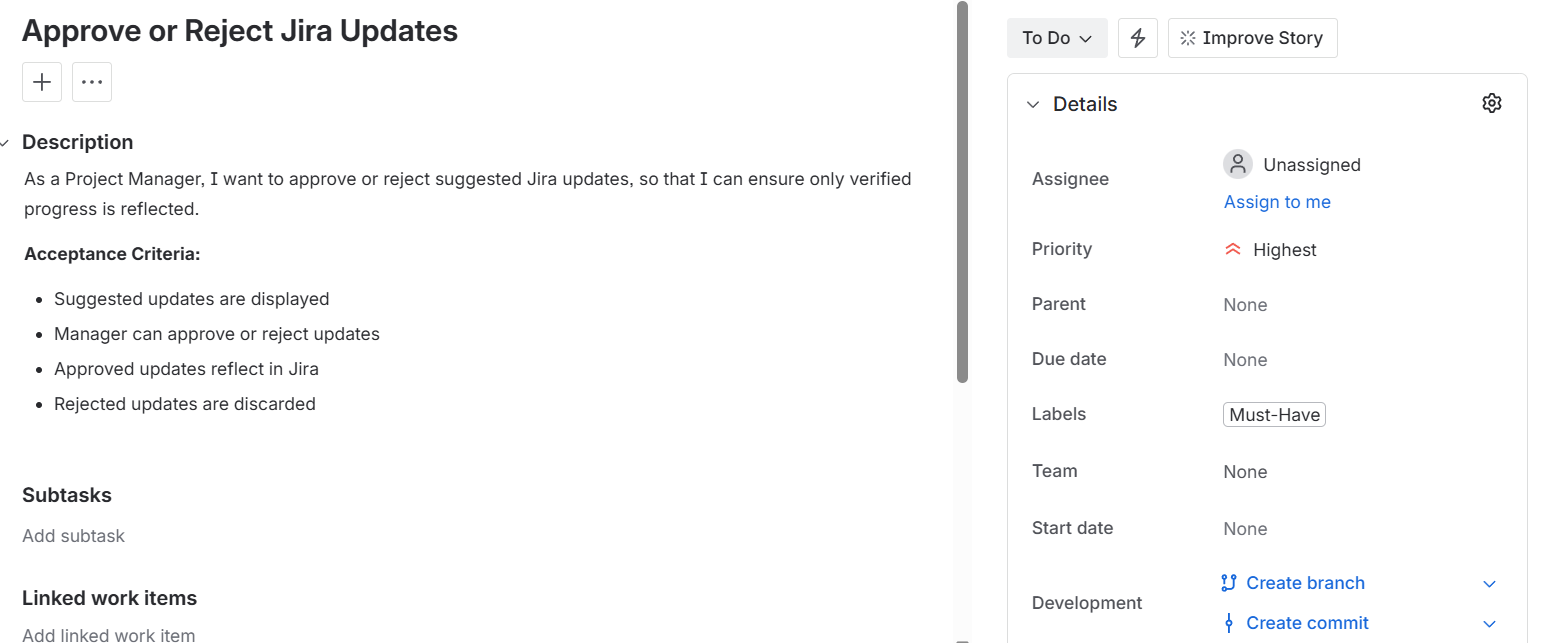 Approve or Reject Jira Updates
Description
As a Project Manager, I want to approve or reject suggested Jira updates, so that I can ensure only verified
progress is reflected.
Acceptance Criteria:
Suggested updates are displayed
Manager can approve or reject updates
Approved updates reflect in Jira
Rejected updates are discarded
Subtasks
Add subtask
Linked work items
Add linked work item
To Do
Improve Story
Details
Assignee
Unassigned
Assign to me
Priority
Highest
Parent
None
Due date
None
Labels
Must-Have
Team
None
Start date
None
Development
Create branch
Create commit